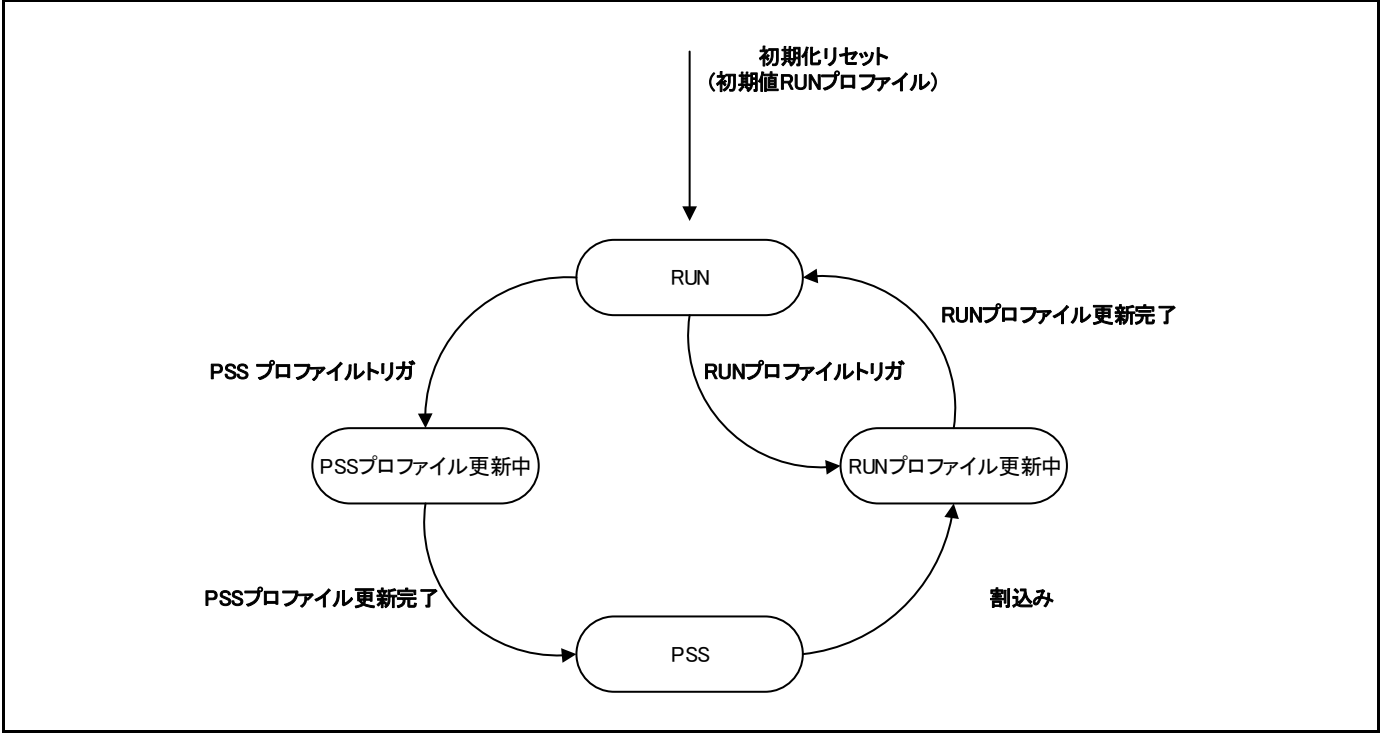 初期化リセット
（初期値RUNプロファイル）
RUN
RUNプロファイル更新完了
PSS プロファイルトリガ
RUNプロファイルトリガ
PSSプロファイル更新中
RUNプロファイル更新中
PSSプロファイル更新完了
割込み
PSS